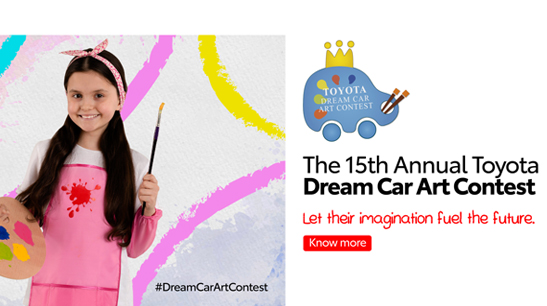 TOYOTA
DREAM CAR
ART CONTEST
The 15th Annual Toyota
Dream Car Art Contest
Let their imagination fuel the future.
Know more
#DreamCarArtContest